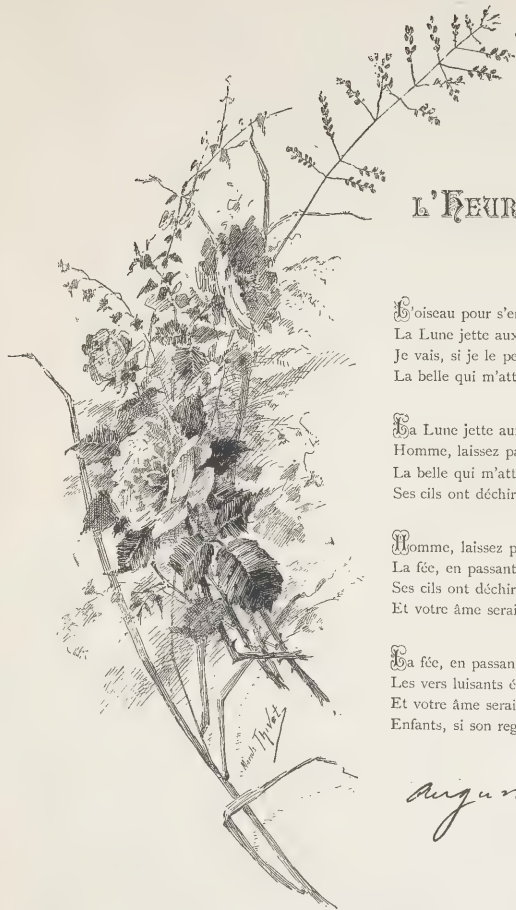 L'HEUR
L'oiseau pour s'en
La Lune jette aux
Je vais, si je le pe
La belle qui m'att
La Lune jette aux
Homme, laissez pa
La belle qui m'att
Ses cils ont déchir
Homme, laissez p
La fée, en passant
Ses cils ont déchir
Et votre âme serai
La fée, en passan
Les vers luisants é
Et votre âme serai
Enfants, si son reg